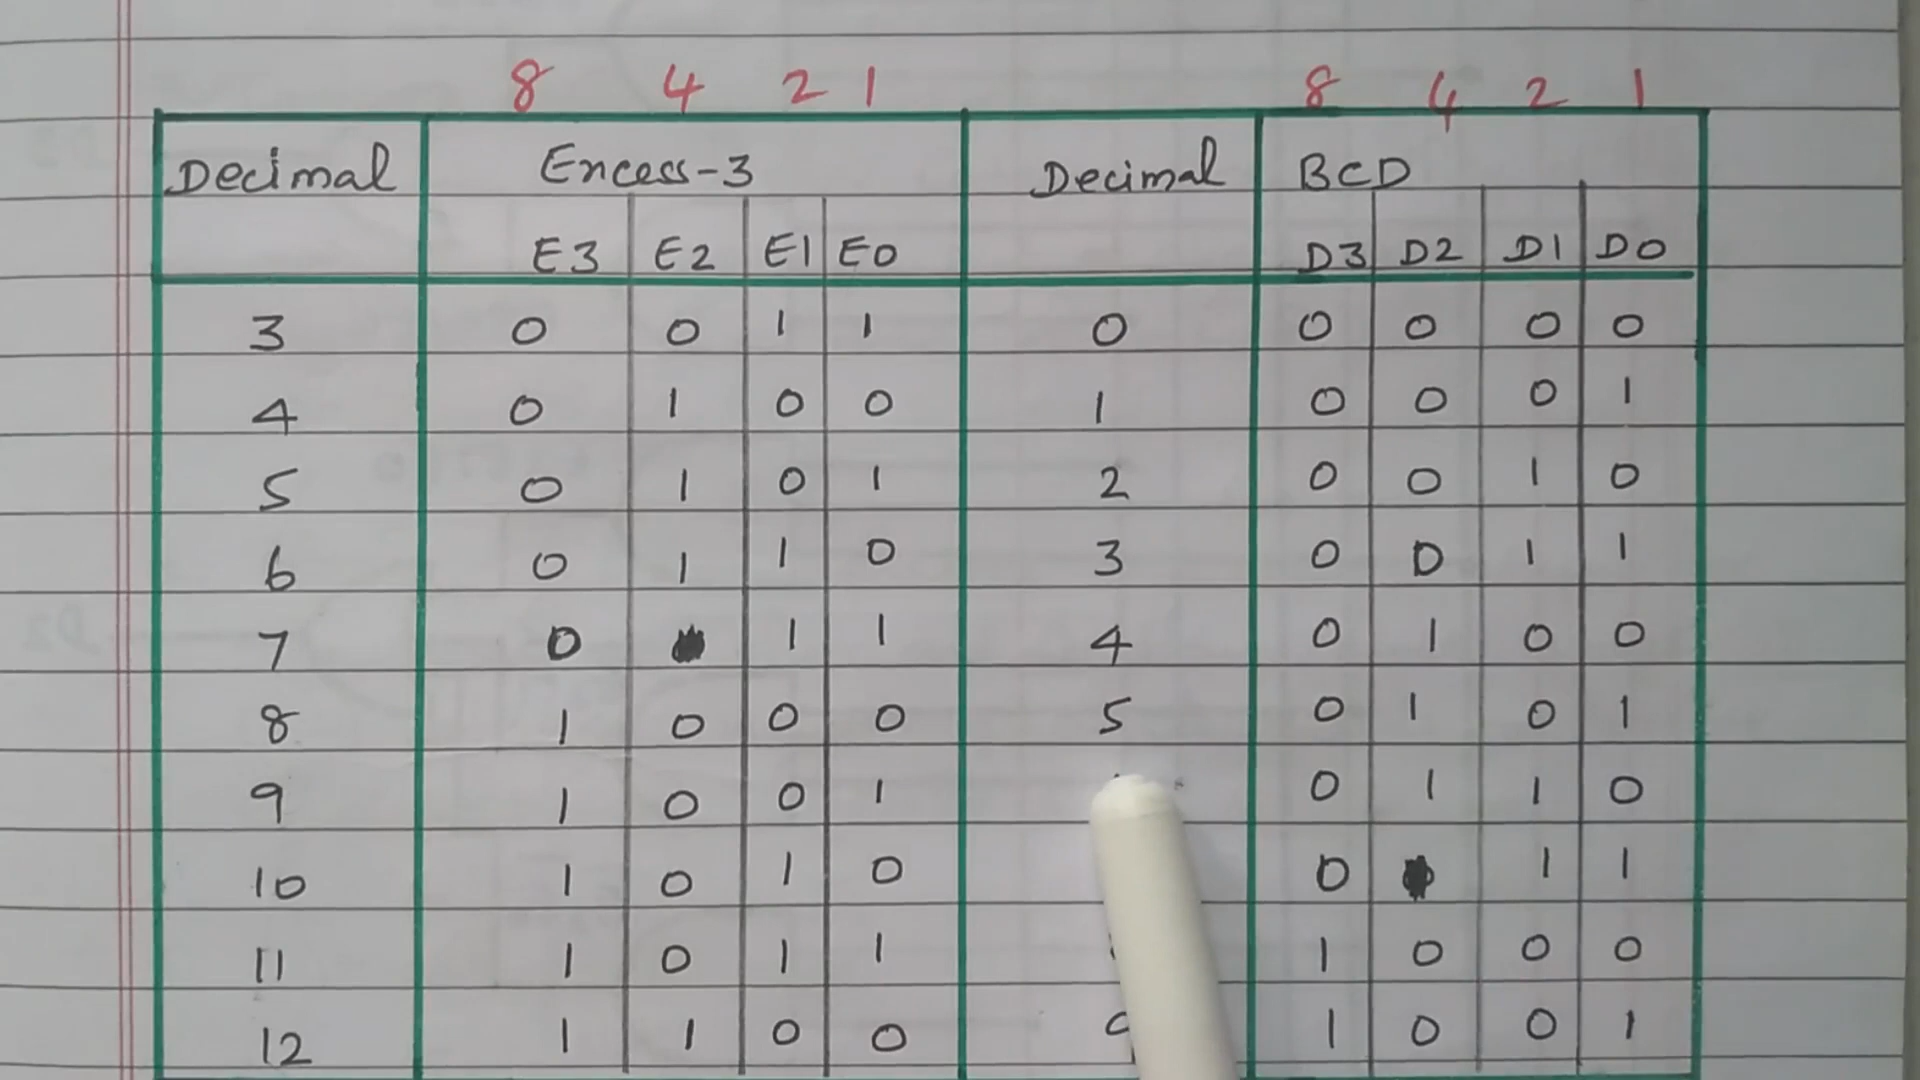 8 4 2 1 8 4 2 1
Decimal Excess-3 Decimal BCD
E3 E2 E1 E0 D3 D2 D1 D0
3 0 0 1 1 0 0 0 0 0
4 0 1 0 0 1 0 0 0 1
5 0 1 0 1 2 0 0 1 0
6 0 1 1 0 3 0 0 1 1
7 0 1 1 4 0 1 0 0
8 1 0 0 0 5 0 1 0 1
9 1 0 0 1 0 1 1 0
10 1 0 1 0 0 1 1
11 1 0 1 1 1 0 0 0
12 1 1 0 0 9 1 0 0 1